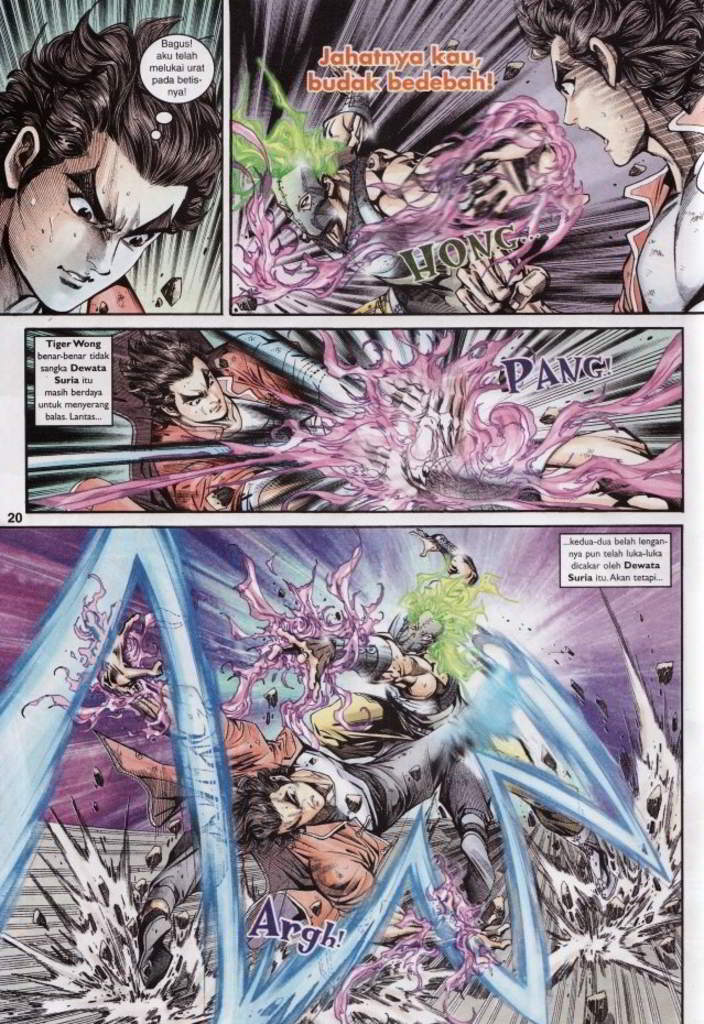 Bagus!
aku telah
melukai urat
pada betis-
nya!
Jahatnya kau,
budak bedebah!
HONG...
Tiger Wong
benar-benar tidak
sangka Dewata
Suria itu
masih berdaya
untuk menyerang
balas. Lantas...
PANG!
20
...kedua-dua belah lengan-
nya pun telah luka-luka
dicakar oleh Dewata
Suria itu. Akan tetapi...
Argh!